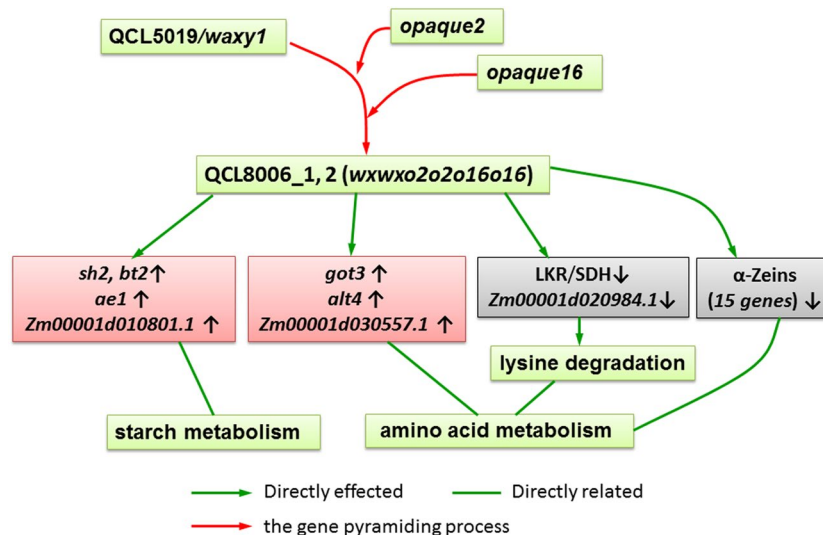 QCL5019/waxy1
opaque2
opaque16
QCL8006_1, 2 (wxwxo2o2o16o16)
sh2, bt2↑
ae1 ↑
Zm00001d010801.1 ↑
got3 ↑
alt4 ↑
Zm00001d030557.1 ↑
LKR/SDH↓
Zm00001d020984.1↓
α-Zeins
(15 genes) ↓
lysine degradation
starch metabolism
amino acid metabolism
Directly effected
Directly related
the gene pyramiding process